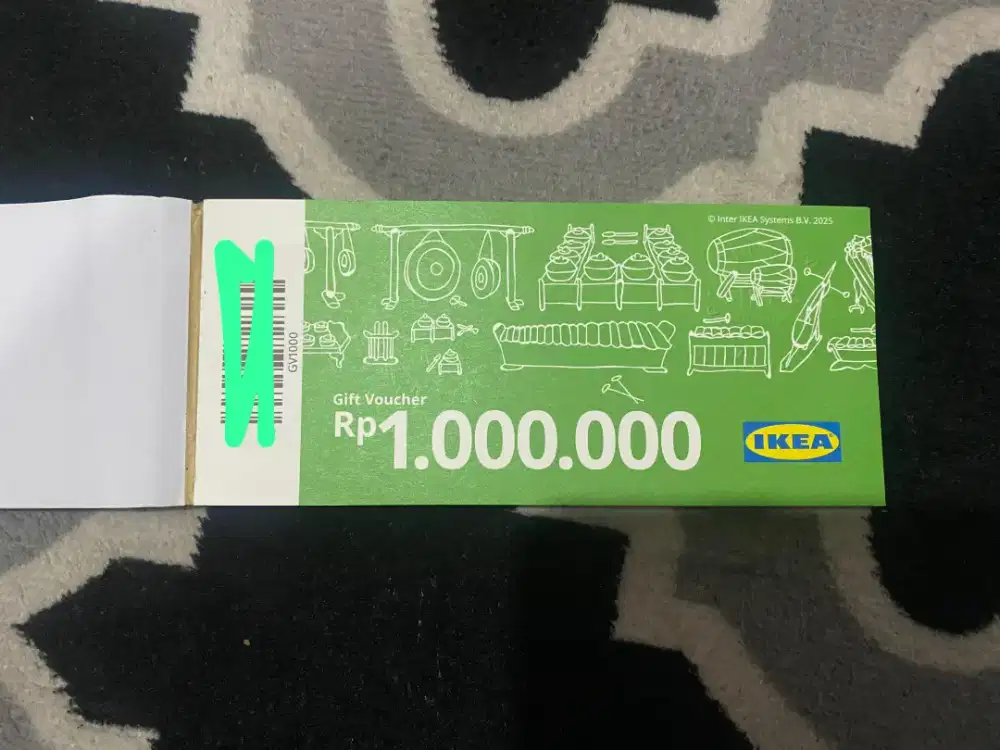 © Inter IKEA Systems B.V. 2025
GV1000
Gift Voucher
Rp1.000.000
IKEA